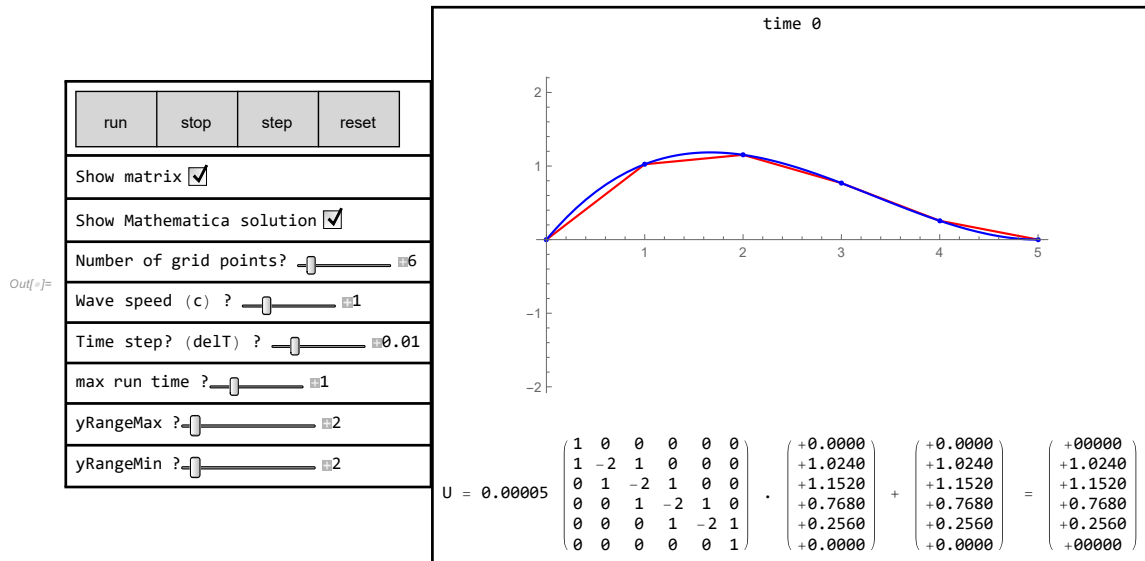 time 0
Out[•]=
run stop step reset
Show matrix
Show Mathematica solution
Number of grid points? 6
Wave speed (c) ? 1
Time step? (delT) ? 0.01
max run time ? 1
yRangeMax ? 2
yRangeMin ? 2
2
1
1 2 3 4 5
-1
-2
1 0 0 0 0 0 +0.0000 +0.0000 +00000
1 -2 1 0 0 0 +1.0240 +1.0240 +1.0240
0 1 -2 1 0 0 +1.1520 +1.1520 +1.1520
U = 0.00005 . + =
0 0 1 -2 1 0 +0.7680 +0.7680 +0.7680
0 0 0 1 -2 1 +0.2560 +0.2560 +0.2560
0 0 0 0 0 1 +0.0000 +0.0000 +00000